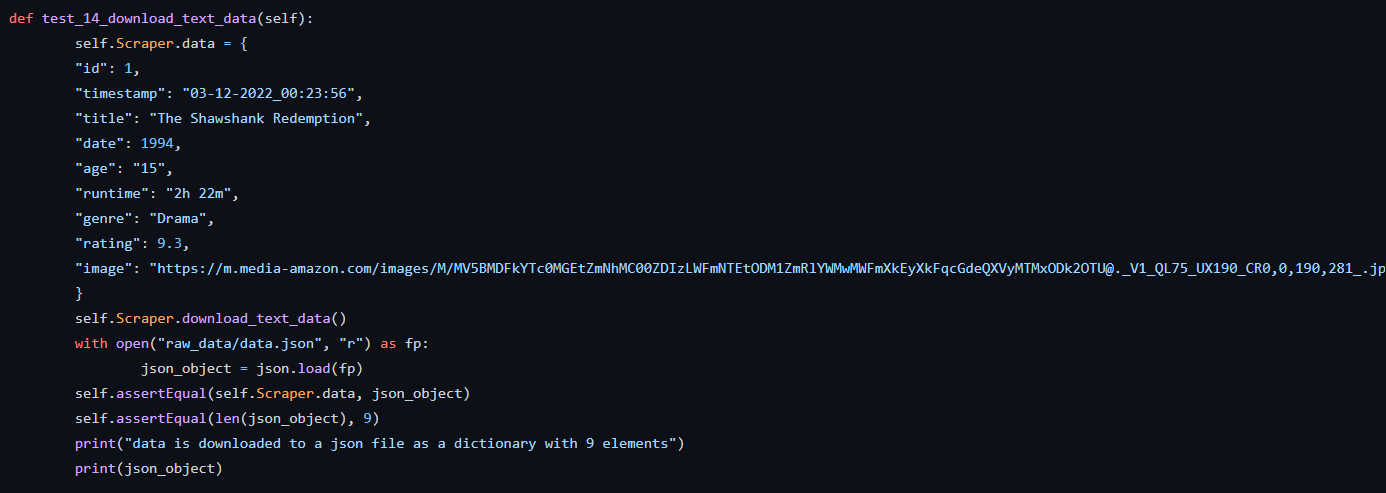 def test_14_download_text_data(self):
self.Scraper.data = {
"id": 1,
"timestamp": "03-12-2022_00:23:56",
"title": "The Shawshank Redemption",
"date": 1994,
"age": "15",
"runtime": "2h 22m",
"genre": "Drama",
"rating": 9.3,
"image": "https://m.media-amazon.com/images/M/MV5BMDFkYTc0MGEtZmNhMC00ZDIzLWFmNTEtODM1ZmRlYWMwMWFmXkEyXkFqcGdeQXVyMTMxODk2OTU@._V1_QL75_UX190_CR0,0,190,281_.jp
}
self.Scraper.download_text_data()
with open("raw_data/data.json", "r") as fp:
json_object = json.load(fp)
self.assertEqual(self.Scraper.data, json_object)
self.assertEqual(len(json_object), 9)
print("data is downloaded to a json file as a dictionary with 9 elements")
print(json_object)